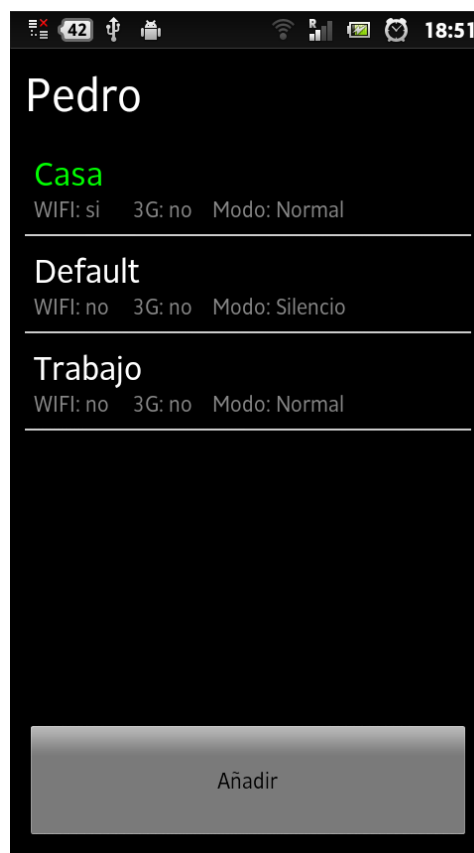 42 R 18:51
Pedro
Casa
WIFI: si 3G: no Modo: Normal
Default
WIFI: no 3G: no Modo: Silencio
Trabajo
WIFI: no 3G: no Modo: Normal
Añadir